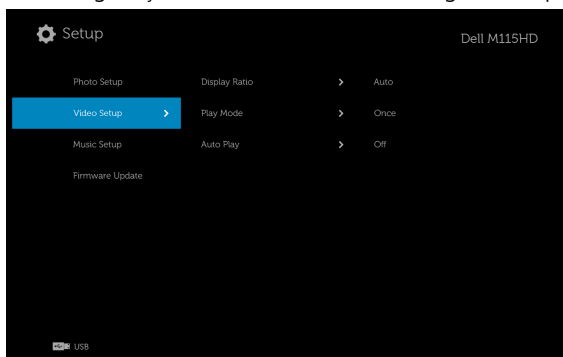 Setup
Dell M115HD
Photo Setup Display Ratio Auto
Video Setup Play Mode Once
Music Setup Auto Play Off
Firmware Update
USB